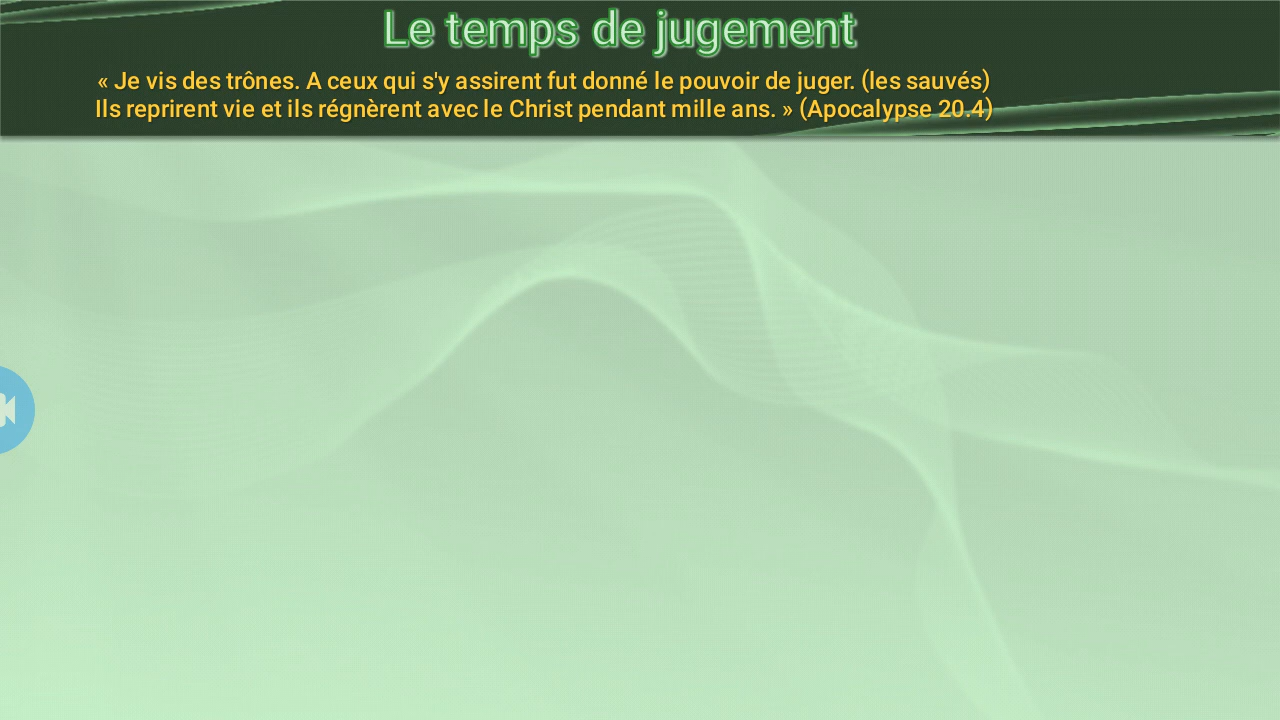 Le temps de jugement
« Je vis des trônes. A ceux qui s'y assirent fut donné le pouvoir de juger. (les sauvés)
Ils reprirent vie et ils régnèrent avec le Christ pendant mille ans. » (Apocalypse 20.4)